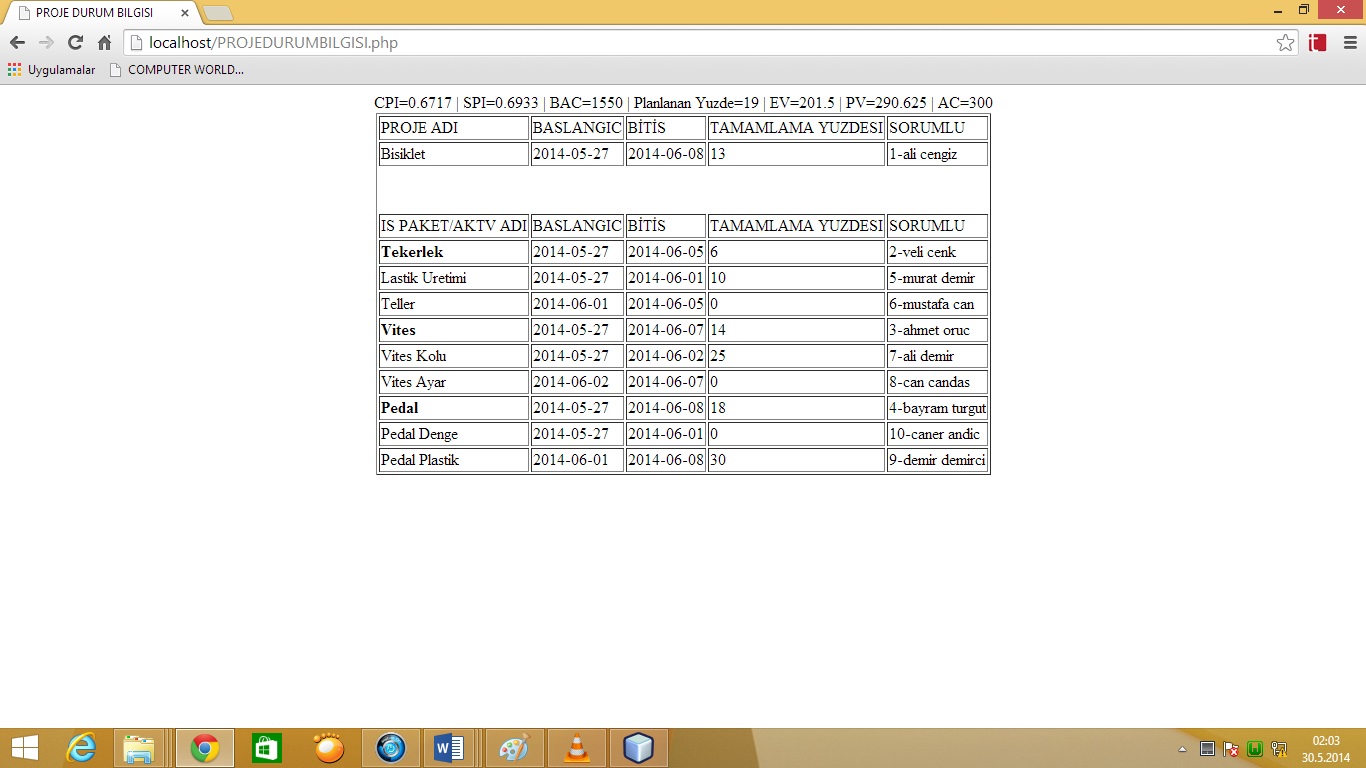 PROJE DURUM BILGISI
localhost/PROJEDURUMBILGISI.php
Uygulamalar COMPUTER WORLD...
CPI=0.6717 | SPI=0.6933 | BAC=1550 | Planlanan Yuzde=19 | EV=201.5 | PV=290.625 | AC=300
PROJE ADI BASLANGIC BİTİS TAMAMLAMA YUZDESI SORUMLU
Bisiklet 2014-05-27 2014-06-08 13 1-ali cengiz
IS PAKET/AKTV ADI BASLANGIC BİTİS TAMAMLAMA YUZDESI SORUMLU
Tekerlek 2014-05-27 2014-06-05 6 2-veli cenk
Lastik Uretimi 2014-05-27 2014-06-01 10 5-murat demir
Teller 2014-06-01 2014-06-05 0 6-mustafa can
Vites 2014-05-27 2014-06-07 14 3-ahmet oruc
Vites Kolu 2014-05-27 2014-06-02 25 7-ali demir
Vites Ayar 2014-06-02 2014-06-07 0 8-can candas
Pedal 2014-05-27 2014-06-08 18 4-bayram turgut
Pedal Denge 2014-05-27 2014-06-01 0 10-caner andic
Pedal Plastik 2014-06-01 2014-06-08 30 9-demir demirci
02:03
30.5.2014